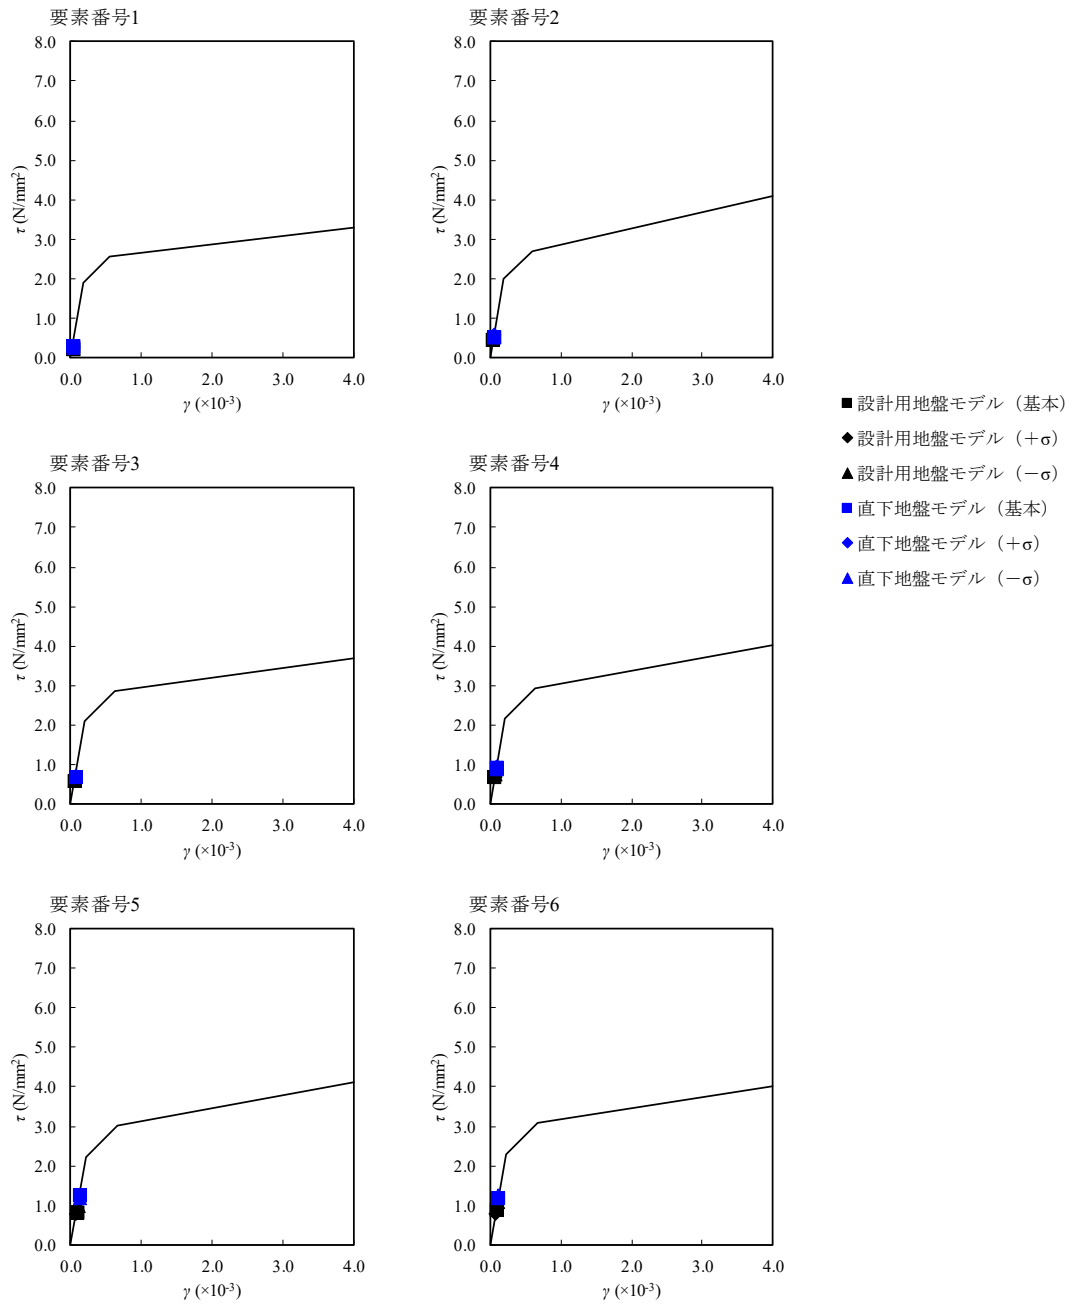 要素番号1
8.0
7.0
6.0
5.0
4.0
3.0
2.0
1.0
0.0
τ (N/mm²)
0.0 1.0 2.0 3.0 4.0
γ (×10⁻³)
要素番号2
8.0
7.0
6.0
5.0
4.0
3.0
2.0
1.0
0.0
τ (N/mm²)
0.0 1.0 2.0 3.0 4.0
γ (×10⁻³)
設計用地盤モデル（基本）
設計用地盤モデル（＋σ）
設計用地盤モデル（－σ）
直下地盤モデル（基本）
直下地盤モデル（＋σ）
直下地盤モデル（－σ）
要素番号3
8.0
7.0
6.0
5.0
4.0
3.0
2.0
1.0
0.0
τ (N/mm²)
0.0 1.0 2.0 3.0 4.0
γ (×10⁻³)
要素番号4
8.0
7.0
6.0
5.0
4.0
3.0
2.0
1.0
0.0
τ (N/mm²)
0.0 1.0 2.0 3.0 4.0
γ (×10⁻³)
要素番号5
8.0
7.0
6.0
5.0
4.0
3.0
2.0
1.0
0.0
τ (N/mm²)
0.0 1.0 2.0 3.0 4.0
γ (×10⁻³)
要素番号6
8.0
7.0
6.0
5.0
4.0
3.0
2.0
1.0
0.0
τ (N/mm²)
0.0 1.0 2.0 3.0 4.0
γ (×10⁻³)